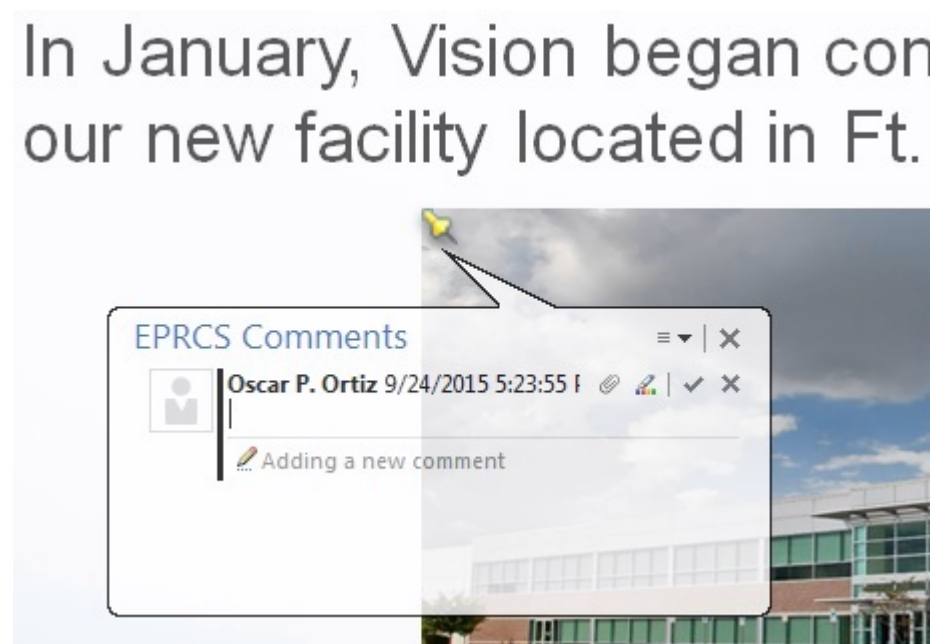 In January, Vision began con
our new facility located in Ft.
EPRCS Comments
Oscar P. Ortiz 9/24/2015 5:23:55
Adding a new comment